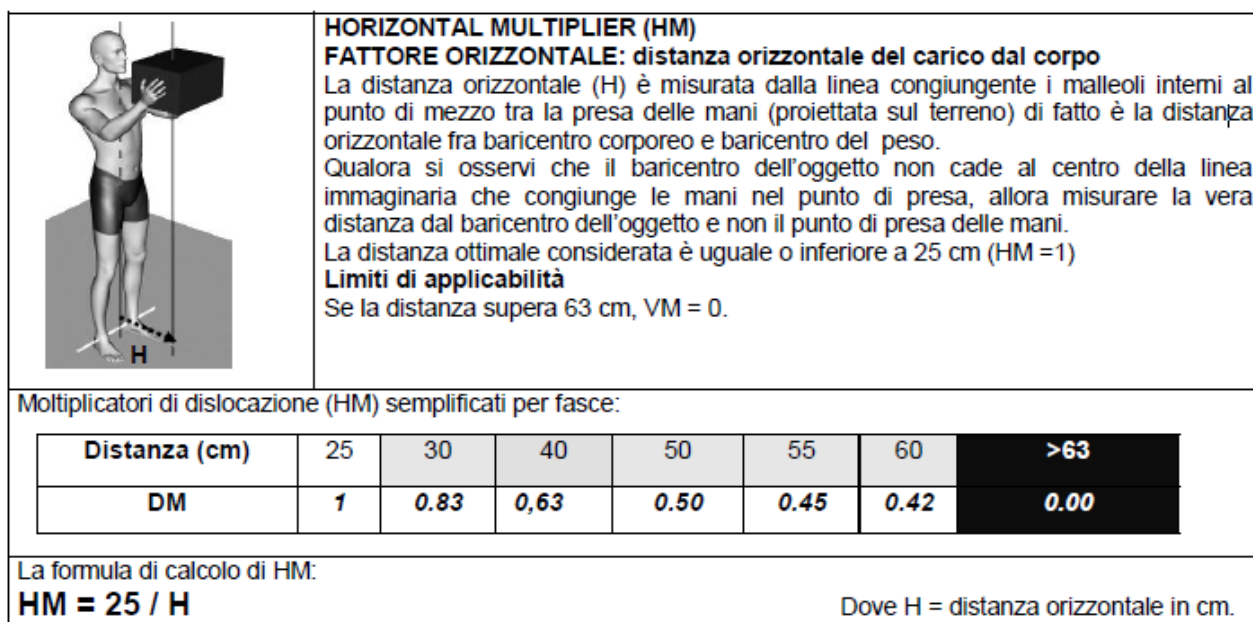 HORIZONTAL MULTIPLIER (HM)
FATTORE ORIZZONTALE: distanza orizzontale del carico dal corpo
La distanza orizzontale (H) è misurata dalla linea congiungente i malleoli interni al
punto di mezzo tra la presa delle mani (proiettata sul terreno) di fatto è la distanza
orizzontale fra baricentro corporeo e baricentro del peso.
Qualora si osservi che il baricentro dell'oggetto non cade al centro della linea
immaginaria che congiunge le mani nel punto di presa, allora misurare la vera
distanza dal baricentro dell'oggetto e non il punto di presa delle mani.
La distanza ottimale considerata è uguale o inferiore a 25 cm (HM =1)
Limiti di applicabilità
Se la distanza supera 63 cm, VM = 0.
H
Moltiplicatori di dislocazione (HM) semplificati per fasce:
Distanza (cm) 25 30 40 50 55 60 >63
DM 1 0.83 0,63 0.50 0.45 0.42 0.00
La formula di calcolo di HM:
HM = 25 / H Dove H = distanza orizzontale in cm.